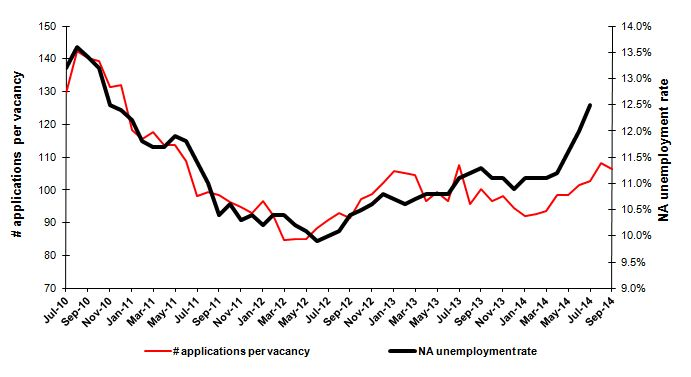 150
140
130
120
110
100
90
80
70
# applications per vacancy
14.0%
13.5%
13.0%
12.5%
12.0%
11.5%
11.0%
10.5%
10.0%
9.5%
9.0%
NA unemployment rate
Jul-10
Sep-10
Nov-10
Jan-11
Mar-11
May-11
Jul-11
Sep-11
Nov-11
Jan-12
Mar-12
May-12
Jul-12
Sep-12
Nov-12
Jan-13
Mar-13
May-13
Jul-13
Sep-13
Nov-13
Jan-14
Mar-14
May-14
Jul-14
Sep-14
# applications per vacancy
NA unemployment rate